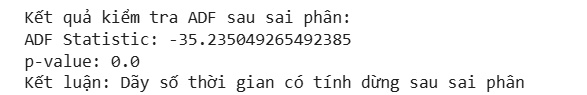 Kết quả kiểm tra ADF sau sai phân:
ADF Statistic: -35.235049265492385
p-value: 0.0
Kết luận: Dãy số thời gian có tính dừng sau sai phân